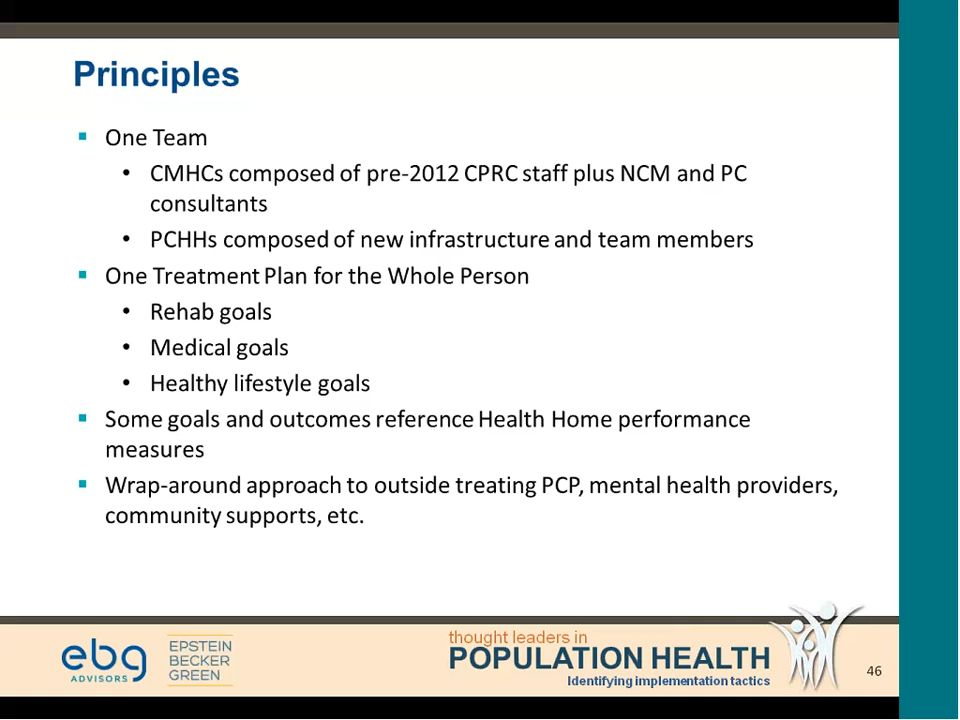 Principles
One Team
CMHCs composed of pre-2012 CPRC staff plus NCM and PC
consultants
PCHHs composed of new infrastructure and team members
One Treatment Plan for the Whole Person
Rehab goals
Medical goals
Healthy lifestyle goals
Some goals and outcomes reference Health Home performance
measures
Wrap-around approach to outside treating PCP, mental health providers,
community supports, etc.
ebg
ADVISORS
EPSTEIN
BECKER
GREEN
thought leaders in
POPULATION HEALTH
Identifying implementation tactics
46